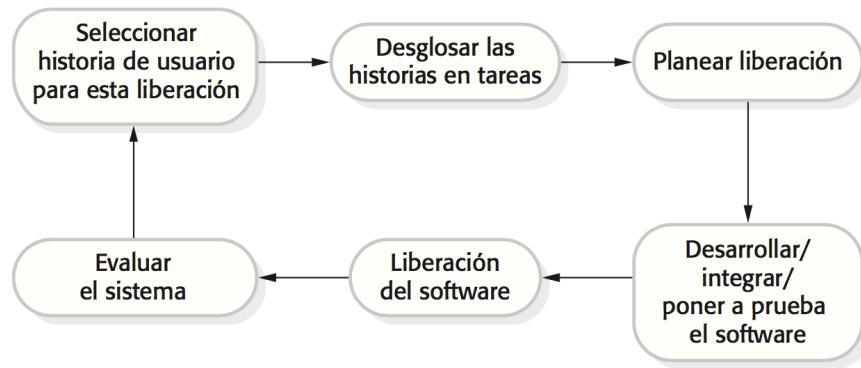 Seleccionar
historia de usuario
para esta liberación
Desglosar las
historias en tareas
Planear liberación
Desarrollar/
integrar/
poner a prueba
el software
Liberación
del software
Evaluar
el sistema